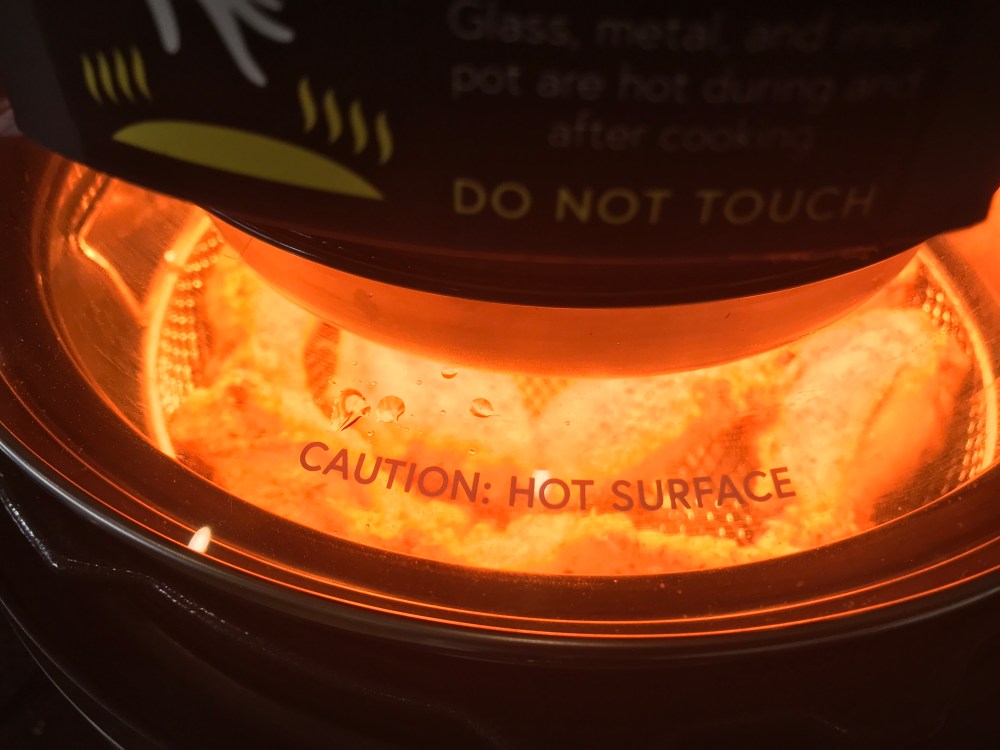 Glass, metal, and inner
pot are hot during and
after cooking
DO NOT TOUCH
CAUTION: HOT SURFACE